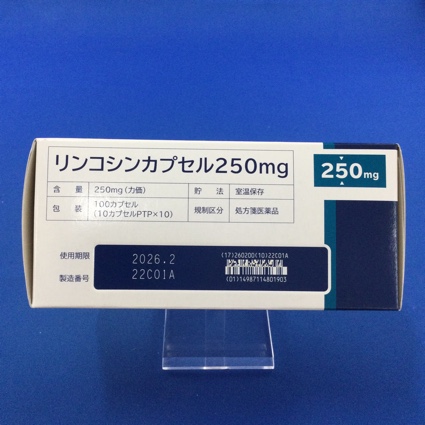 リンコシンカプセル250mg
250mg
含 量 250mg(力価) 貯 法 室温保存
包 装 100カプセル (10カプセルPTP×10) 規制区分 処方箋医薬品
使用期限 2026.2
製造番号 22C01A
(17)260200(10)22C01A
(01)14987114801903